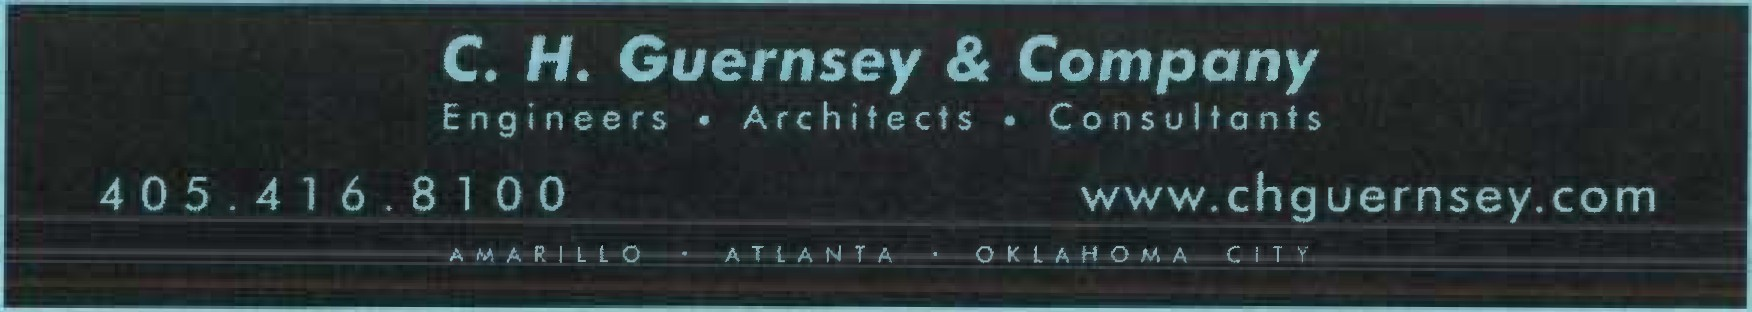 C. H. Guernsey & Company
Engineers • Architects • Consultants
405.416.8100 www.chguernsey.com
AMARILLO • ATLANTA • OKLAHOMA CITY